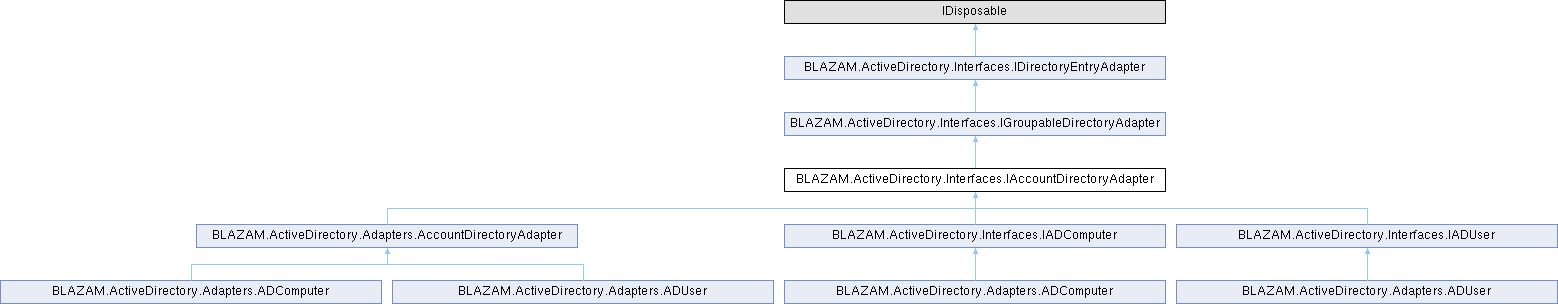 IDisposable
BLAZAM.ActiveDirectory.Interfaces.IDirectoryEntryAdapter
BLAZAM.ActiveDirectory.Interfaces.IGroupableDirectoryAdapter
BLAZAM.ActiveDirectory.Interfaces.IAccountDirectoryAdapter
BLAZAM.ActiveDirectory.Adapters.AccountDirectoryAdapter
BLAZAM.ActiveDirectory.Interfaces.IADComputer
BLAZAM.ActiveDirectory.Interfaces.IADUser
BLAZAM.ActiveDirectory.Adapters.ADComputer
BLAZAM.ActiveDirectory.Adapters.ADUser
BLAZAM.ActiveDirectory.Adapters.ADComputer
BLAZAM.ActiveDirectory.Adapters.ADUser